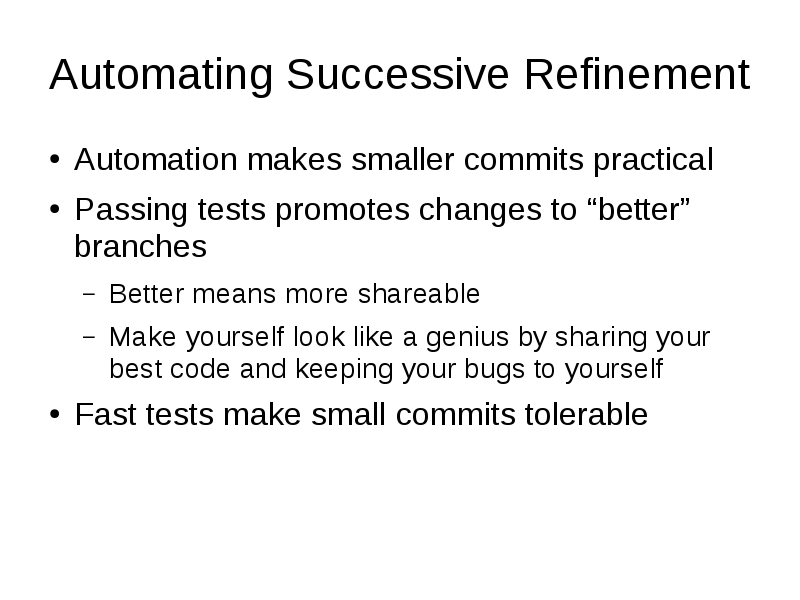 Automating Successive Refinement
• Automation makes smaller commits practical
• Passing tests promotes changes to “better”
branches
– Better means more shareable
– Make yourself look like a genius by sharing your
best code and keeping your bugs to yourself
• Fast tests make small commits tolerable